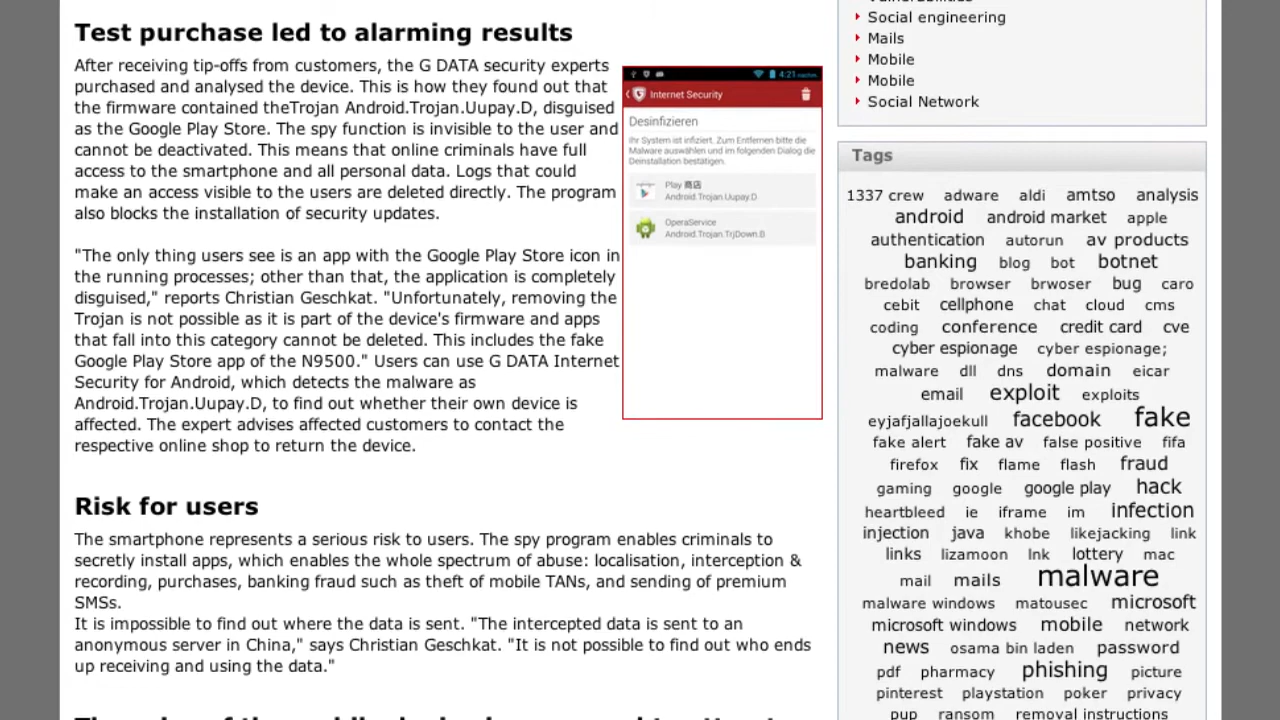 Test purchase led to alarming results
After receiving tip-offs from customers, the G DATA security experts
purchased and analysed the device. This is how they found out that
the firmware contained theTrojan Android.Trojan.Uupay.D, disguised
as the Google Play Store. The spy function is invisible to the user and
cannot be deactivated. This means that online criminals have full
access to the smartphone and all personal data. Logs that could
make an access visible to the users are deleted directly. The program
also blocks the installation of security updates.
"The only thing users see is an app with the Google Play Store icon in
the running processes; other than that, the application is completely
disguised," reports Christian Geschkat. "Unfortunately, removing the
Trojan is not possible as it is part of the device's firmware and apps
that fall into this category cannot be deleted. This includes the fake
Google Play Store app of the N9500." Users can use G DATA Internet
Security for Android, which detects the malware as
Android.Trojan.Uupay.D, to find out whether their own device is
affected. The expert advises affected customers to contact the
respective online shop to return the device.
4:21
Internet Security
Desinfizieren
Ihr System ist infiziert. Zum Entfernen bitte die
Malware auswählen und im folgenden Dialog die
Deinstallation bestätigen.
Play 商店
Android.Trojan.Uupay.D
OperaService
Android.Trojan.TrjDown.B
Risk for users
The smartphone represents a serious risk to users. The spy program enables criminals to
secretly install apps, which enables the whole spectrum of abuse: localisation, interception &
recording, purchases, banking fraud such as theft of mobile TANs, and sending of premium
SMSs.
It is impossible to find out where the data is sent. "The intercepted data is sent to an
anonymous server in China," says Christian Geschkat. "It is not possible to find out who ends
up receiving and using the data."
Social engineering
Mails
Mobile
Mobile
Social Network
Tags
1337 crew adware aldi amtso analysis
android android market apple
authentication autorun av products
banking blog bot botnet
bredolab browser brwoser bug caro
cebit cellphone chat cloud cms
coding conference credit card cve
cyber espionage cyber espionage;
malware dll dns domain eicar
email exploit exploits
eyjafjallajoekull facebook fake
fake alert fake av false positive fifa
firefox fix flame flash fraud
gaming google google play hack
heartbleed ie iframe im infection
injection java khobe likejacking link
links lizamoon lnk lottery mac
mail mails malware
malware windows matousec microsoft
microsoft windows mobile network
news osama bin laden password
pdf pharmacy phishing picture
pinterest playstation poker privacy
pup ransom removal instructions